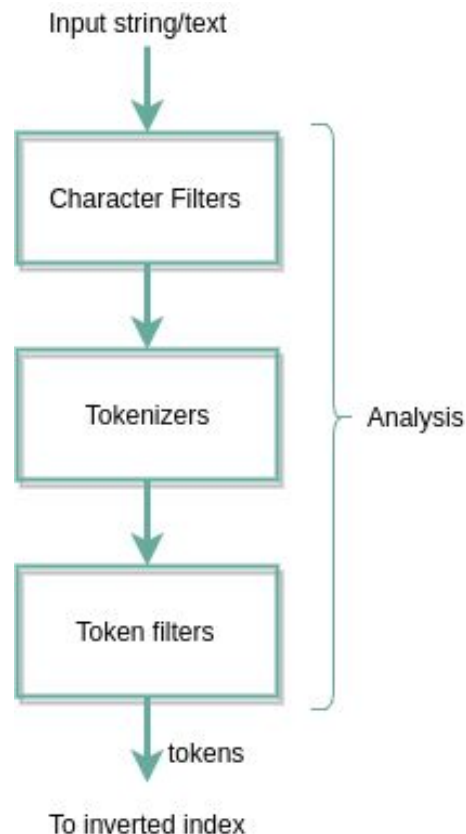 Input string/text
Character Filters
Tokenizers
Analysis
Token filters
tokens
To inverted index